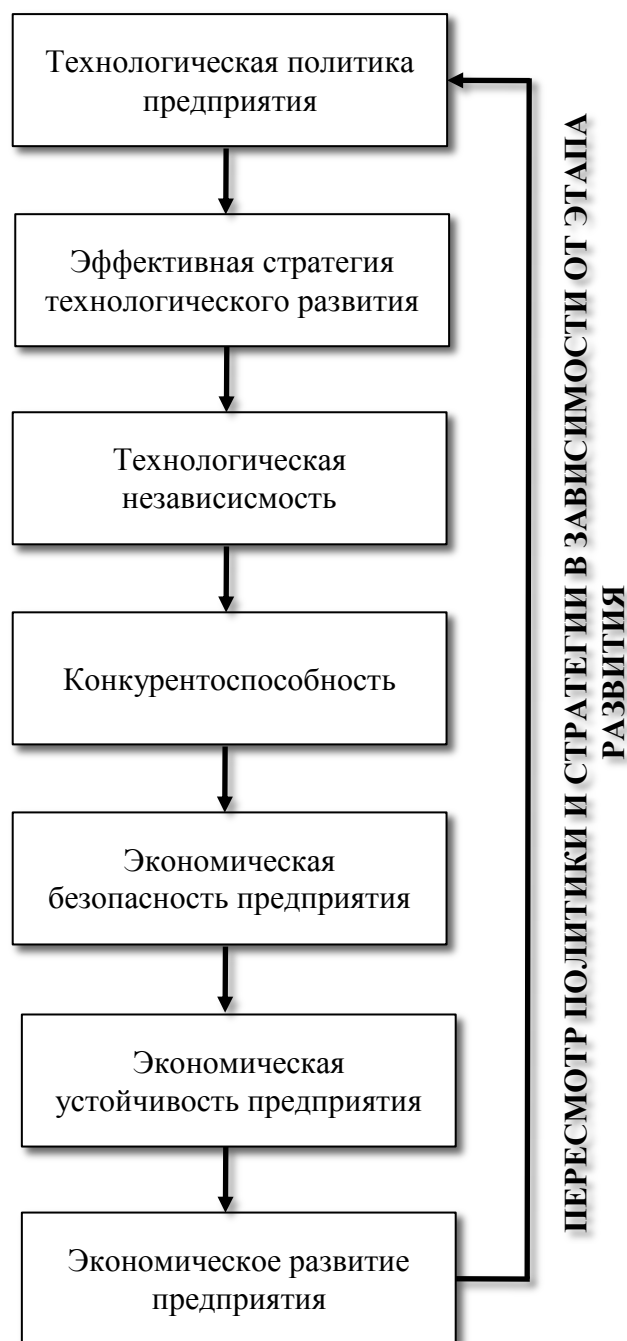 Технологическая политика
предприятия
Эффективная стратегия
технологического развития
Технологическая
независисмость
Конкурентоспособность
Экономическая
безопасность предприятия
Экономическая
устойчивость предприятия
Экономическое развитие
предприятия
ПЕРЕСМОТР ПОЛИТИКИ И СТРАТЕГИИ В ЗАВИСИМОСТИ ОТ ЭТАПА
РАЗВИТИЯ